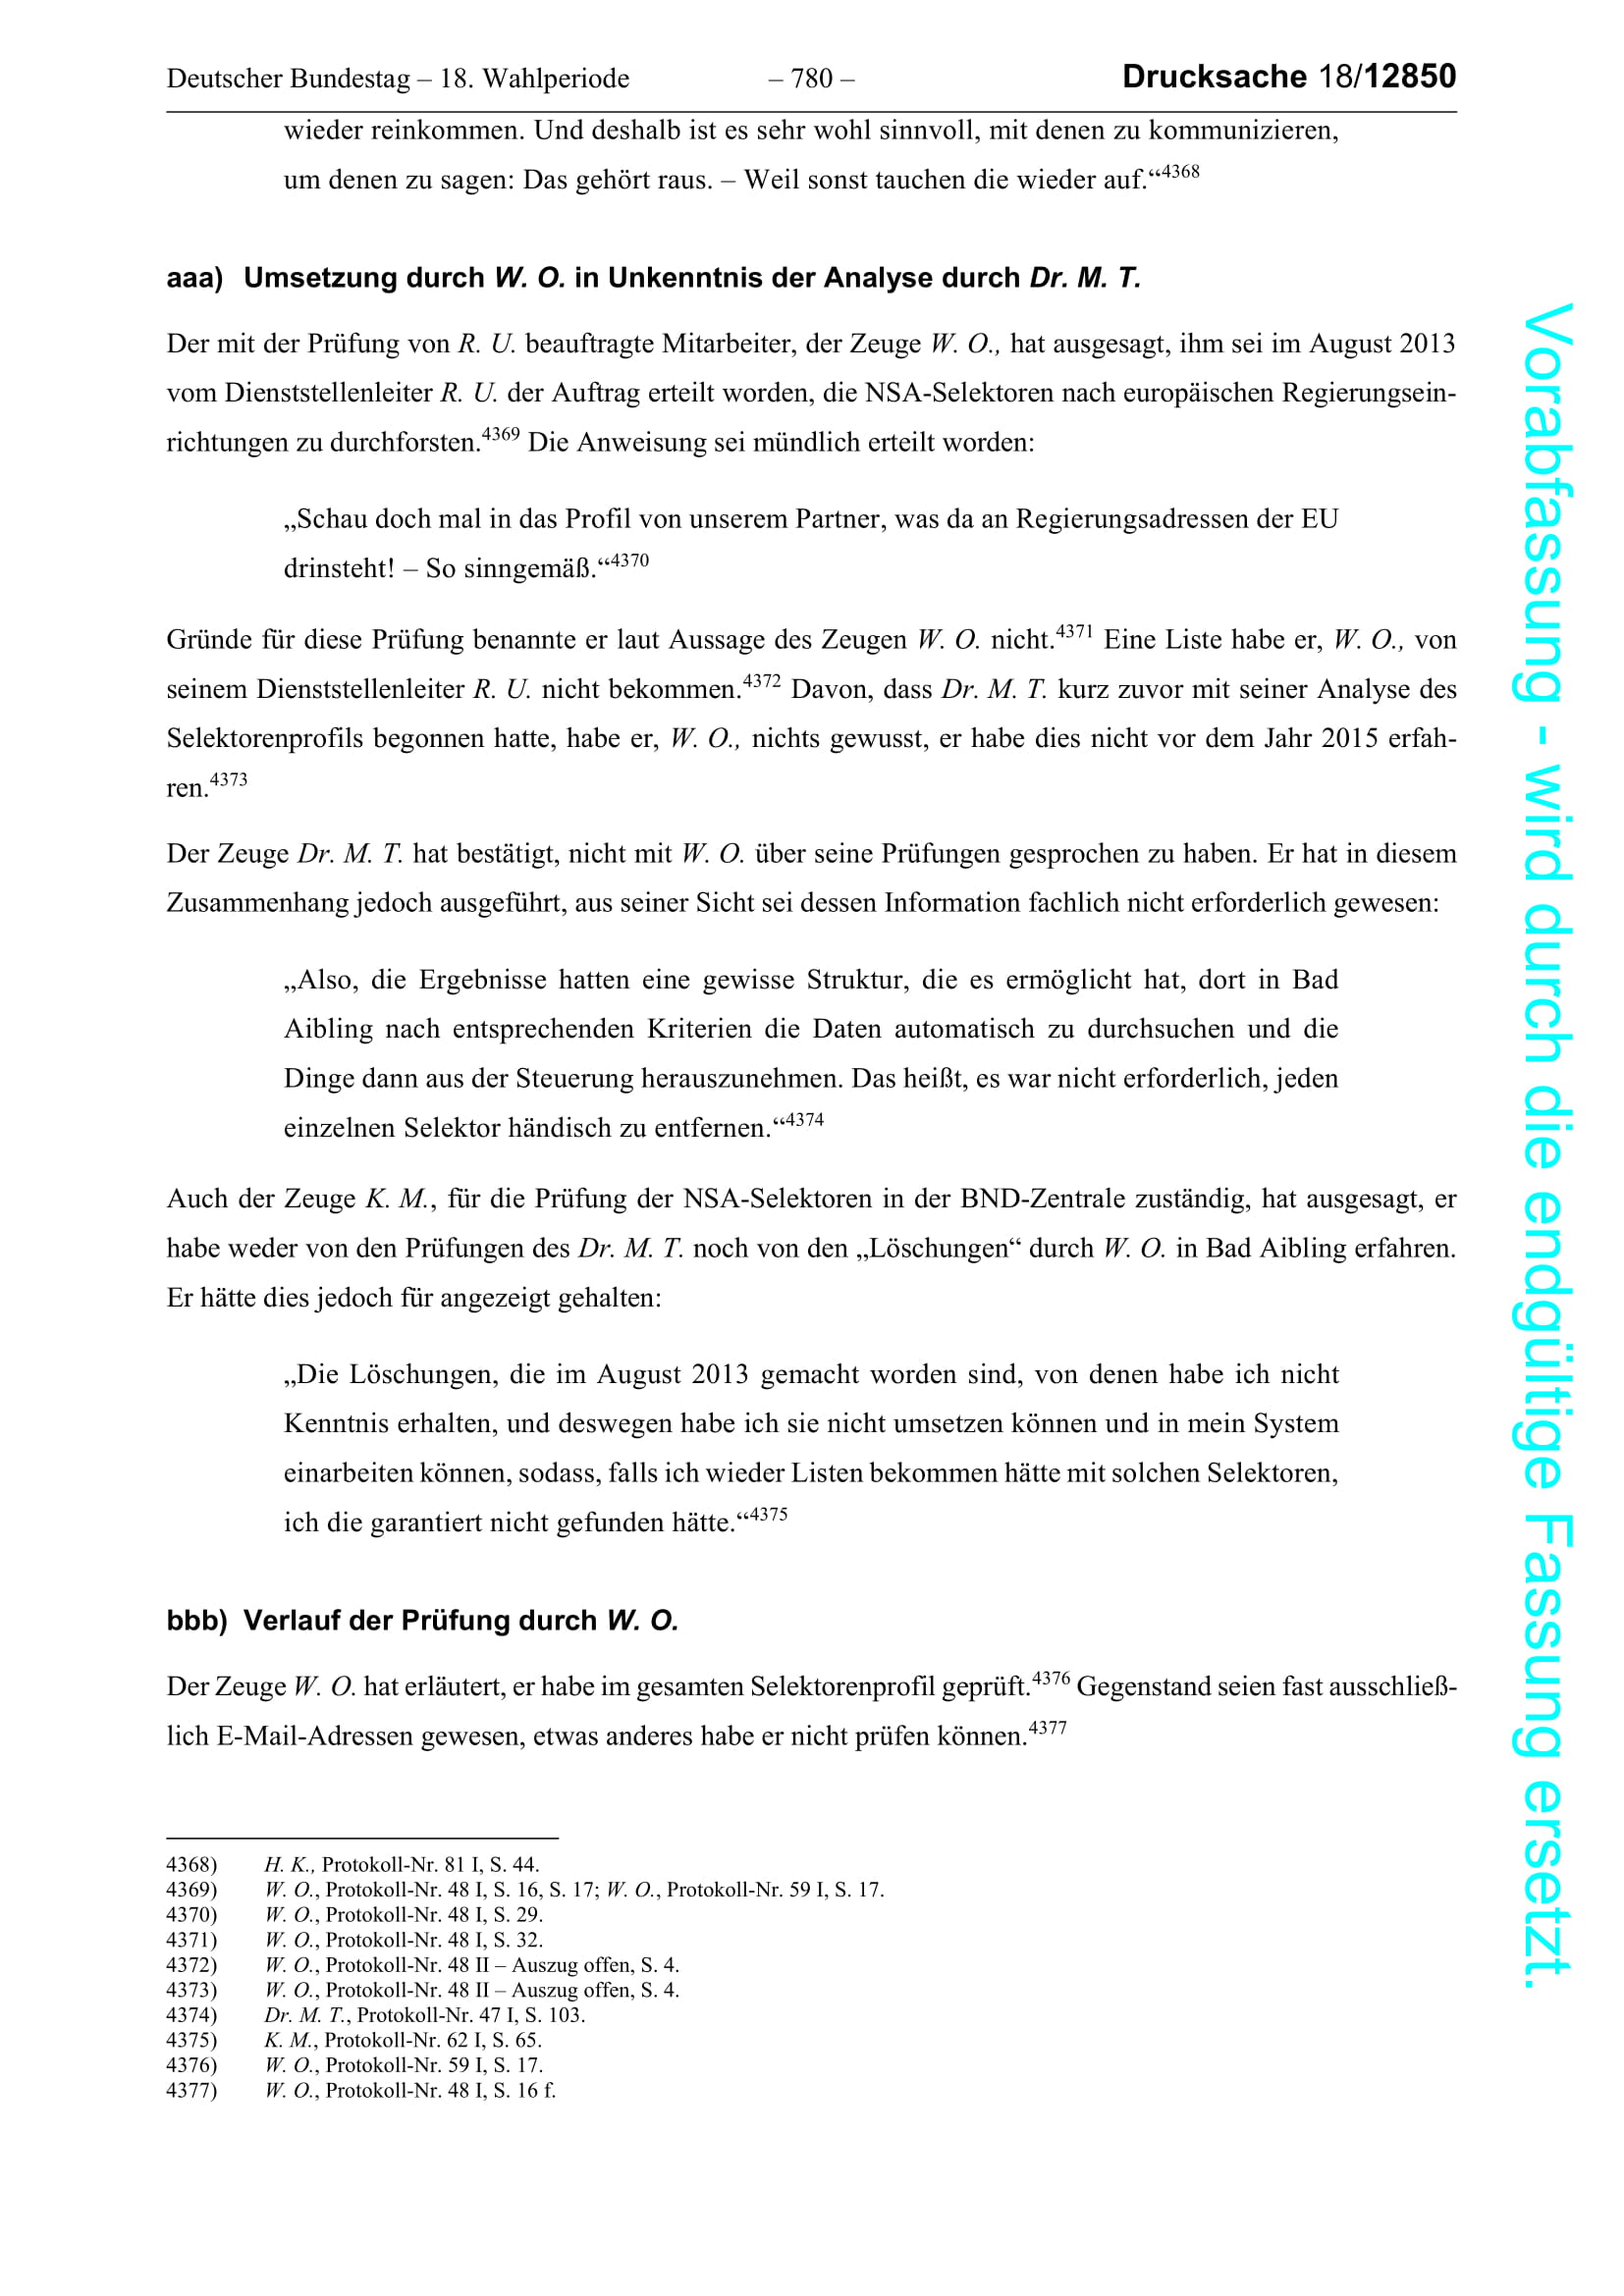 Deutscher Bundestag – 18. Wahlperiode – 780 – Drucksache 18/12850
wieder reinkommen. Und deshalb ist es sehr wohl sinnvoll, mit denen zu kommunizieren,
um denen zu sagen: Das gehört raus. – Weil sonst tauchen die wieder auf.“4368
aaa) Umsetzung durch W. O. in Unkenntnis der Analyse durch Dr. M. T.
Der mit der Prüfung von R. U. beauftragte Mitarbeiter, der Zeuge W. O., hat ausgesagt, ihm sei im August 2013
vom Dienststellenleiter R. U. der Auftrag erteilt worden, die NSA-Selektoren nach europäischen Regierungsein-
richtungen zu durchforsten.4369 Die Anweisung sei mündlich erteilt worden:
„Schau doch mal in das Profil von unserem Partner, was da an Regierungsadressen der EU
drinsteht! – So sinngemäß.“4370
Gründe für diese Prüfung benannte er laut Aussage des Zeugen W. O. nicht.4371 Eine Liste habe er, W. O., von
seinem Dienststellenleiter R. U. nicht bekommen.4372 Davon, dass Dr. M. T. kurz zuvor mit seiner Analyse des
Selektorenprofils begonnen hatte, habe er, W. O., nichts gewusst, er habe dies nicht vor dem Jahr 2015 erfah-
ren.4373
Der Zeuge Dr. M. T. hat bestätigt, nicht mit W. O. über seine Prüfungen gesprochen zu haben. Er hat in diesem
Zusammenhang jedoch ausgeführt, aus seiner Sicht sei dessen Information fachlich nicht erforderlich gewesen:
„Also, die Ergebnisse hatten eine gewisse Struktur, die es ermöglicht hat, dort in Bad
Aibling nach entsprechenden Kriterien die Daten automatisch zu durchsuchen und die
Dinge dann aus der Steuerung herauszunehmen. Das heißt, es war nicht erforderlich, jeden
einzelnen Selektor händisch zu entfernen.“4374
Auch der Zeuge K. M., für die Prüfung der NSA-Selektoren in der BND-Zentrale zuständig, hat ausgesagt, er
habe weder von den Prüfungen des Dr. M. T. noch von den „Löschungen“ durch W. O. in Bad Aibling erfahren.
Er hätte dies jedoch für angezeigt gehalten:
„Die Löschungen, die im August 2013 gemacht worden sind, von denen habe ich nicht
Kenntnis erhalten, und deswegen habe ich sie nicht umsetzen können und in mein System
einarbeiten können, sodass, falls ich wieder Listen bekommen hätte mit solchen Selektoren,
ich die garantiert nicht gefunden hätte.“4375
bbb) Verlauf der Prüfung durch W. O.
Der Zeuge W. O. hat erläutert, er habe im gesamten Selektorenprofil geprüft.4376 Gegenstand seien fast ausschließ-
lich E-Mail-Adressen gewesen, etwas anderes habe er nicht prüfen können.4377
4368) H. K., Protokoll-Nr. 81 I, S. 44.
4369) W. O., Protokoll-Nr. 48 I, S. 16, S. 17; W. O., Protokoll-Nr. 59 I, S. 17.
4370) W. O., Protokoll-Nr. 48 I, S. 29.
4371) W. O., Protokoll-Nr. 48 I, S. 32.
4372) W. O., Protokoll-Nr. 48 II – Auszug offen, S. 4.
4373) W. O., Protokoll-Nr. 48 II – Auszug offen, S. 4.
4374) Dr. M. T., Protokoll-Nr. 47 I, S. 103.
4375) K. M., Protokoll-Nr. 62 I, S. 65.
4376) W. O., Protokoll-Nr. 59 I, S. 17.
4377) W. O., Protokoll-Nr. 48 I, S. 16 f.
Vorabfassung - wird durch die endgültige Fassung ersetzt.